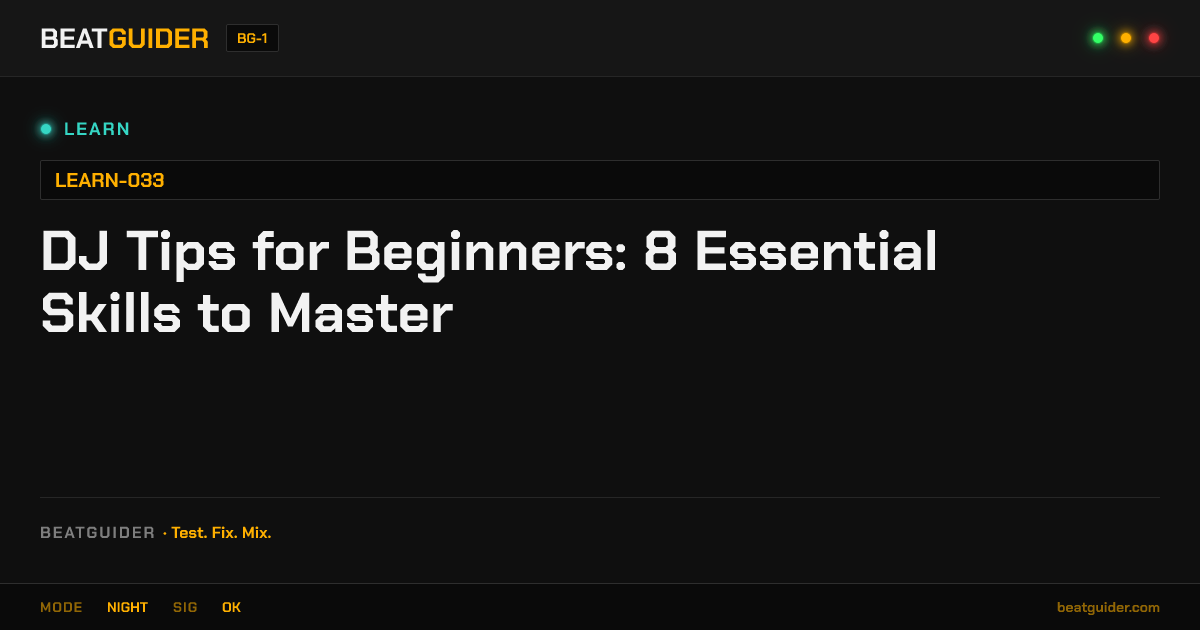 BEATGUIDER BG-1
LEARN
LEARN-033
DJ Tips for Beginners: 8 Essential
Skills to Master
BEATGUIDER · Test. Fix. Mix.
MODE NIGHT SIG OK beatguider.com